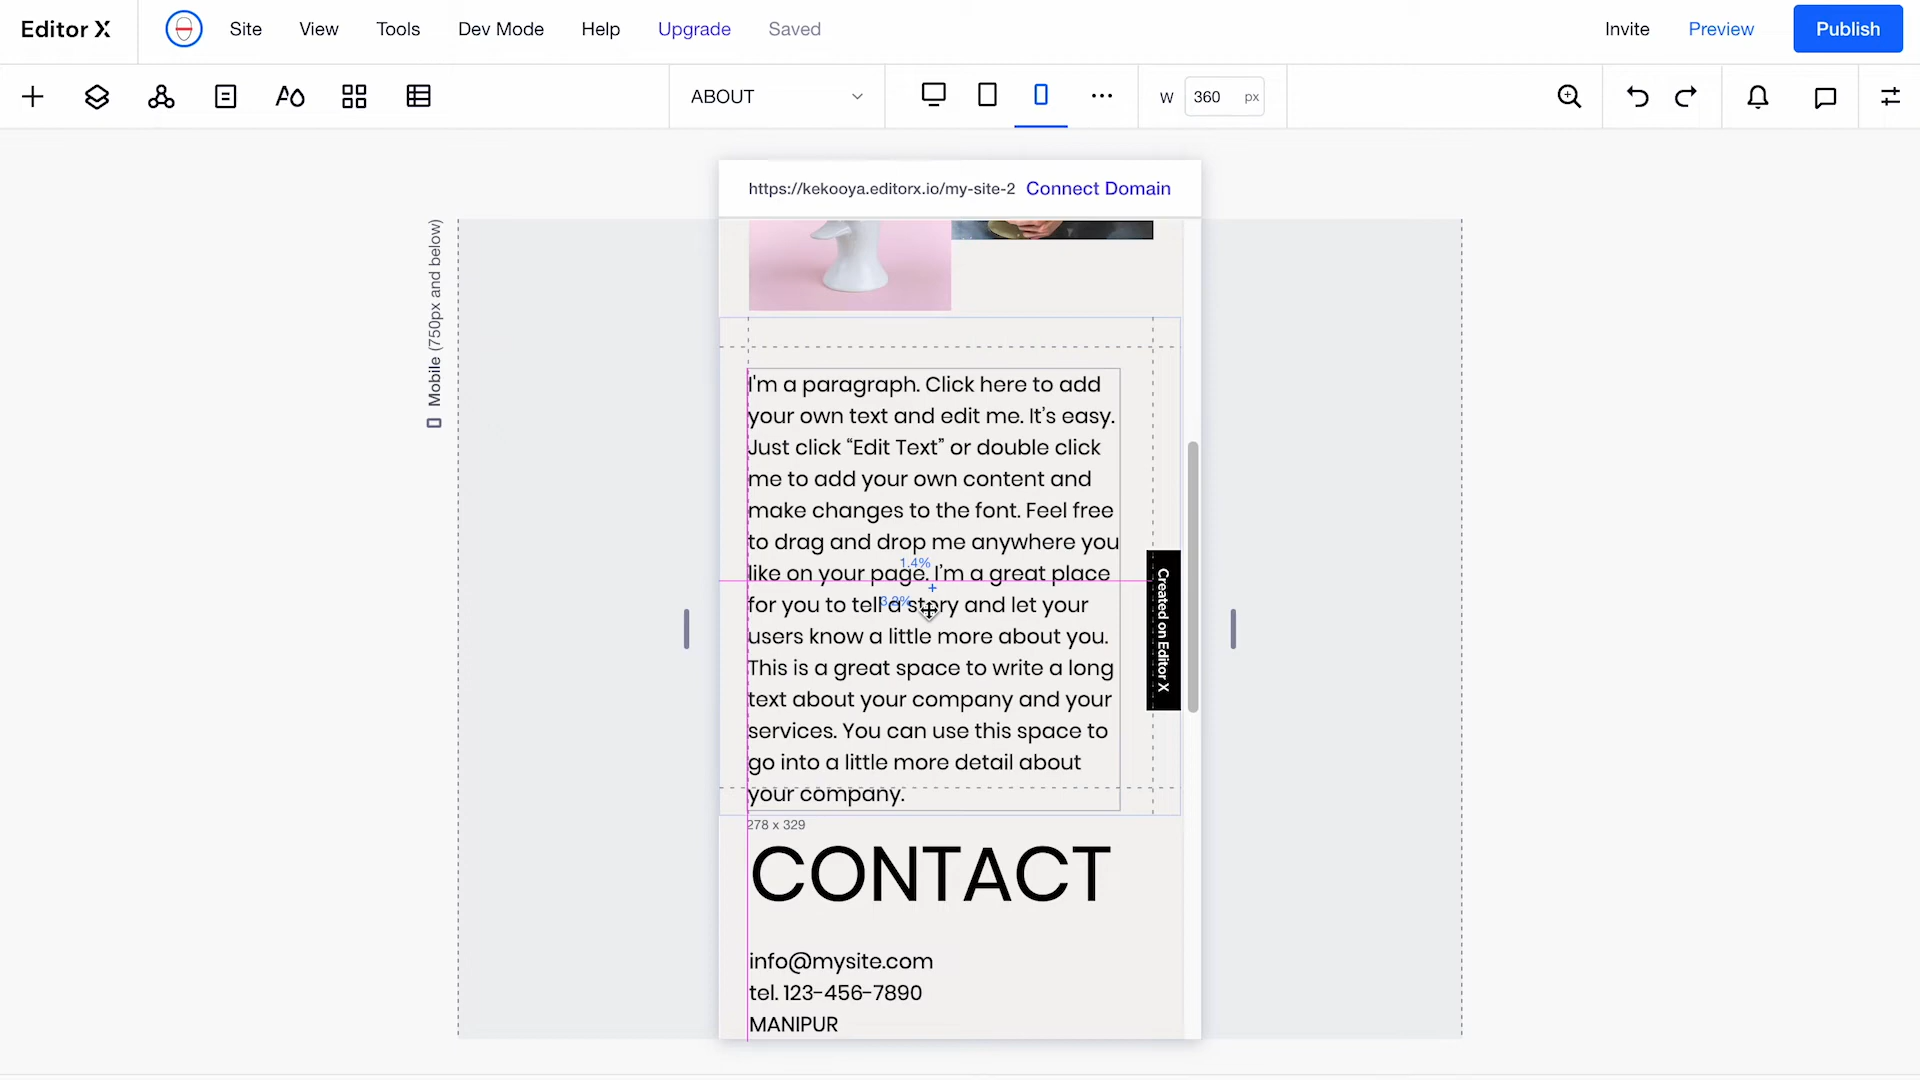 Editor X
Site
View
Tools
Dev Mode
Help
Upgrade
Saved
Invite
Preview
Publish
ABOUT
W
360
px
https://kekooya.editorx.io/my-site-2
Connect Domain
Mobile (750px and below)
I'm a paragraph. Click here to add
your own text and edit me. It’s easy.
Just click “Edit Text” or double click
me to add your own content and
make changes to the font. Feel free
to drag and drop me anywhere you
1.4%
like on your page. I’m a great place
3.2%
for you to tell a story and let your
users know a little more about you.
This is a great space to write a long
text about your company and your
services. You can use this space to
go into a little more detail about
your company.
Created on Editor X
278 x 329
CONTACT
info@mysite.com
tel. 123-456-7890
MANIPUR